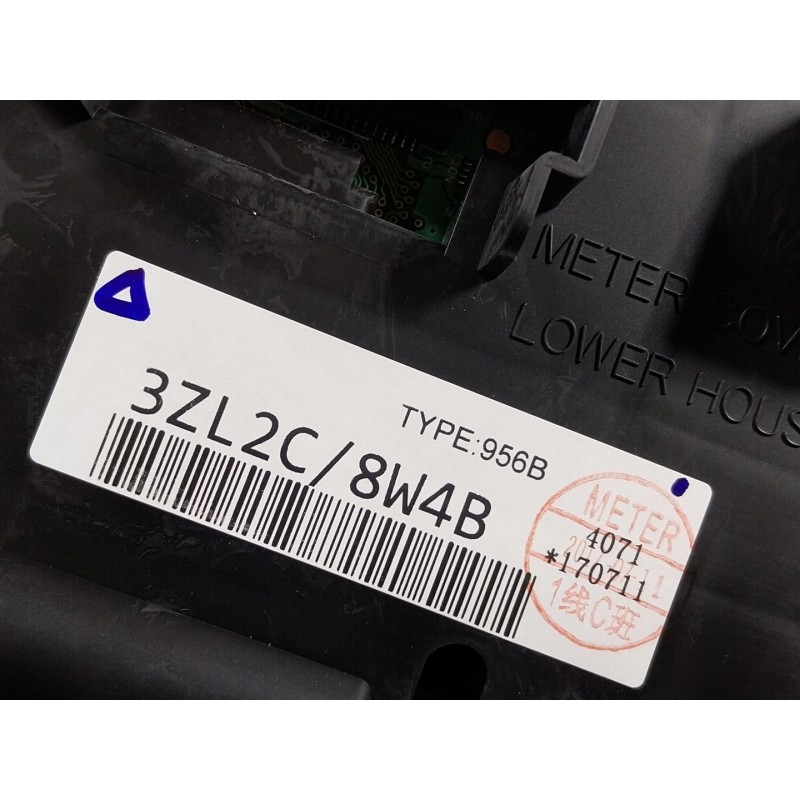 METER COV
LOWER HOUS
TYPE:956B
3ZL2C/8W4B
METER
4071
*170711
1线C班